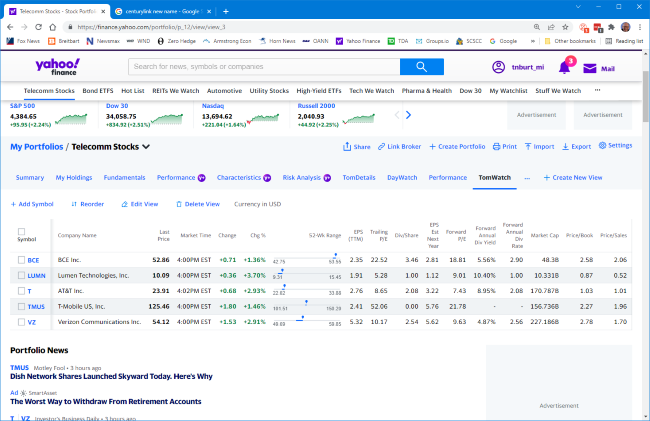 Telecomm Stocks - Stock Portfolio
centurylink new name - Google S
https://finance.yahoo.com/portfolio/p_12/view/view_3
Fox News Breitbart Newsmax WND Zero Hedge Armstrong Econ Horn News OANN Yahoo Finance TDA Groups.io SCSCC Google » Other bookmarks Reading list
yahoo!
finance
Search for news, symbols or companies
tnburt_mi
3
Mail
Telecomm Stocks Bond ETFS Hot List REITs We Watch Automotive Utility Stocks High-Yield ETFs Tech We Watch Pharma & Health Dow 30 My Watchlist Stuff We Watch ...
S&P 500 Dow 30 Nasdaq Russell 2000
4,384.65 34,058.75 13,694.62 2,040.93
+95.95 (+2.24%) +834.92 (+2.51%) +221.04 (+1.64%) +44.92 (+2.25%)
Advertisement Advertisement
My Portfolios / Telecomm Stocks
Share Link Broker + Create Portfolio Print Import Export Settings
Summary My Holdings Fundamentals Performance Characteristics Risk Analysis TomDetails DayWatch Performance TomWatch ... + Create New View
+ Add Symbol Reorder Edit View Delete View Currency in USD
Symbol Company Name Last Price Market Time Change Chg % 52-Wk Range EPS (TTM) Trailing P/E Div/Share EPS Est Next Year Forward P/E Forward Annual Div Yield Forward Annual Div Rate Market Cap Price/Book Price/Sales
BCE BCE Inc. 52.86 4:00PM EST +0.71 +1.36% 42.75 53.55 2.35 22.52 3.46 2.81 18.81 5.56% 2.90 48.3B 2.58 2.06
LUMN Lumen Technologies, Inc. 10.09 4:00PM EST +0.36 +3.70% 9.31 15.45 1.91 5.28 1.00 1.12 9.01 10.40% 1.00 10.331B 0.87 0.52
T AT&T Inc. 23.91 4:02PM EST +0.68 +2.93% 22.02 33.88 2.76 8.65 2.08 3.22 7.43 8.95% 2.08 170.787B 1.03 1.01
TMUS T-Mobile US, Inc. 125.46 4:00PM EST +1.80 +1.46% 101.51 150.20 2.41 52.06 0.00 5.76 21.78 - - 156.736B 2.27 1.96
VZ Verizon Communications Inc. 54.12 4:00PM EST +1.53 +2.91% 49.69 59.85 5.32 10.17 2.54 5.62 9.63 4.87% 2.56 227.186B 2.78 1.70
Portfolio News
TMUS Motley Fool • 3 hours ago
Dish Network Shares Launched Skyward Today. Here's Why
Ad SmartAsset
The Worst Way to Withdraw From Retirement Accounts
T VZ Investor's Business Daily • 3 hours ago
Advertisement